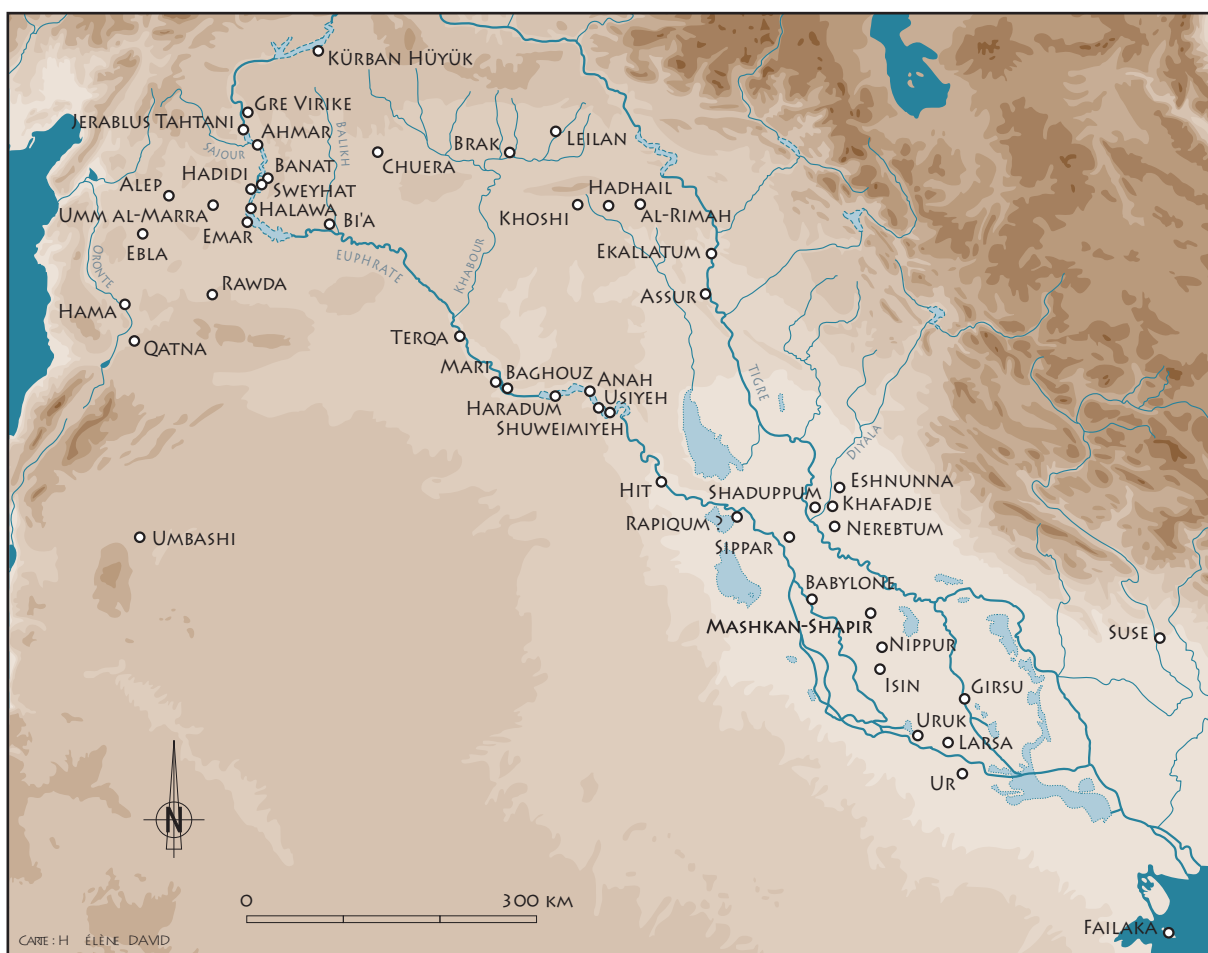 KÜRBAN HÜYÜK
GRE VIRIKE
JERABLUS TAHTANI
AHMAR
SAJOUR
BALIKH
BRAK
LEILAN
CHUERA
BANAT
HADIDI
SWEYHAT
ALEP
HADHAIL
UMM AL-MARRA
HALAWA
KHOSHI
AL-RIMAH
EMAR
BI'A
EBLA
ORONTE
EUPHRATE
KHABOUR
EKALLATUM
RAWDA
ASSUR
HAMA
QATNA
TERQA
MARI
BAGHOUZ
ANAH
TIGRE
HARADUM
USIYEH
SHUWEIMIYEH
DIYALA
HIT
ESHNUNNA
SHADUPPUM
KHAFADJE
RAPIQUM ?
NEREBTUM
UMBASHI
SIPPAR
BABYLONE
MASHKAN-SHAPIR
SUSE
NIPPUR
ISIN
GIRSU
URUK
LARSA
UR
N
0 300 KM
FAILAKA
CARTE : H ÉLÈNE DAVID